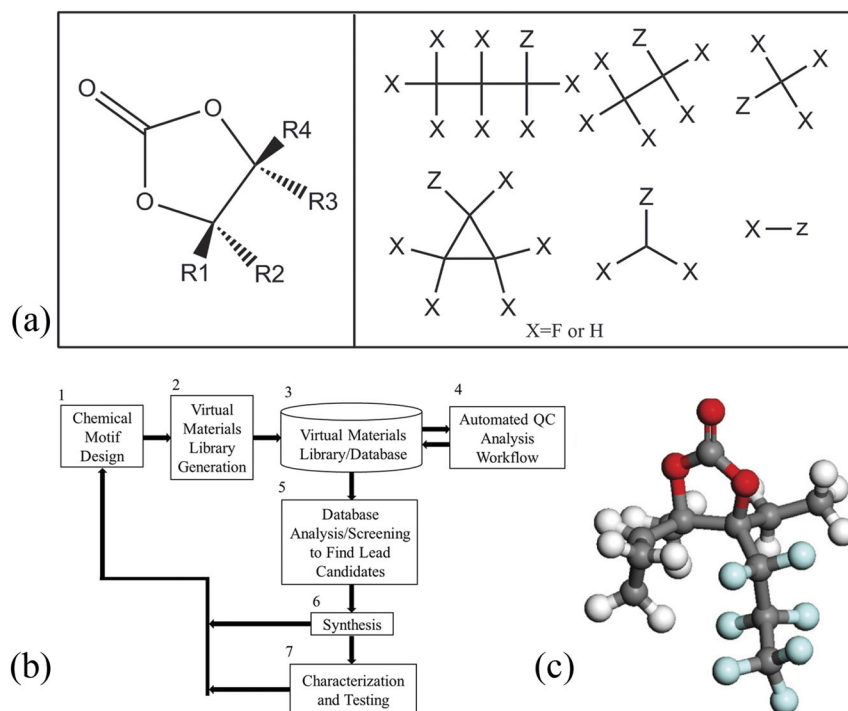 O
O
O
R4
R3
R1
R2
(a)
X X Z
X X
X X X
Z X
X
X X
X
X
X
Z
X
Z X
X X
X X
Z
X X
X—z
X=F or H
1
Chemical
Motif
Design
2
Virtual
Materials
Library
Generation
3
Virtual Materials
Library/Database
4
Automated QC
Analysis
Workflow
5
Database
Analysis/Screening
to Find Lead
Candidates
6
Synthesis
7
Characterization
and Testing
(b)
(c)